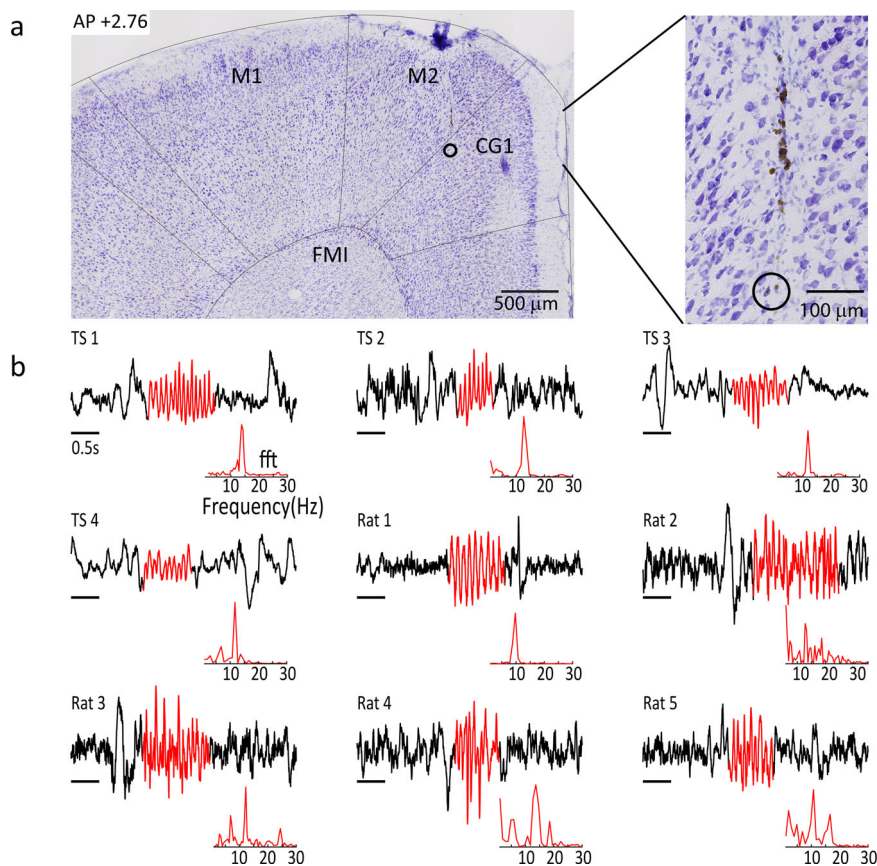 a
AP +2.76
M1
M2
CG1
FMI
500 μm
100 μm
b
TS 1
TS 2
TS 3
0.5s
fft
10 20 30
10 20 30
10 20 30
Frequency(Hz)
TS 4
Rat 1
Rat 2
10 20 30
10 20 30
10 20 30
Rat 3
Rat 4
Rat 5
10 20 30
10 20 30
10 20 30